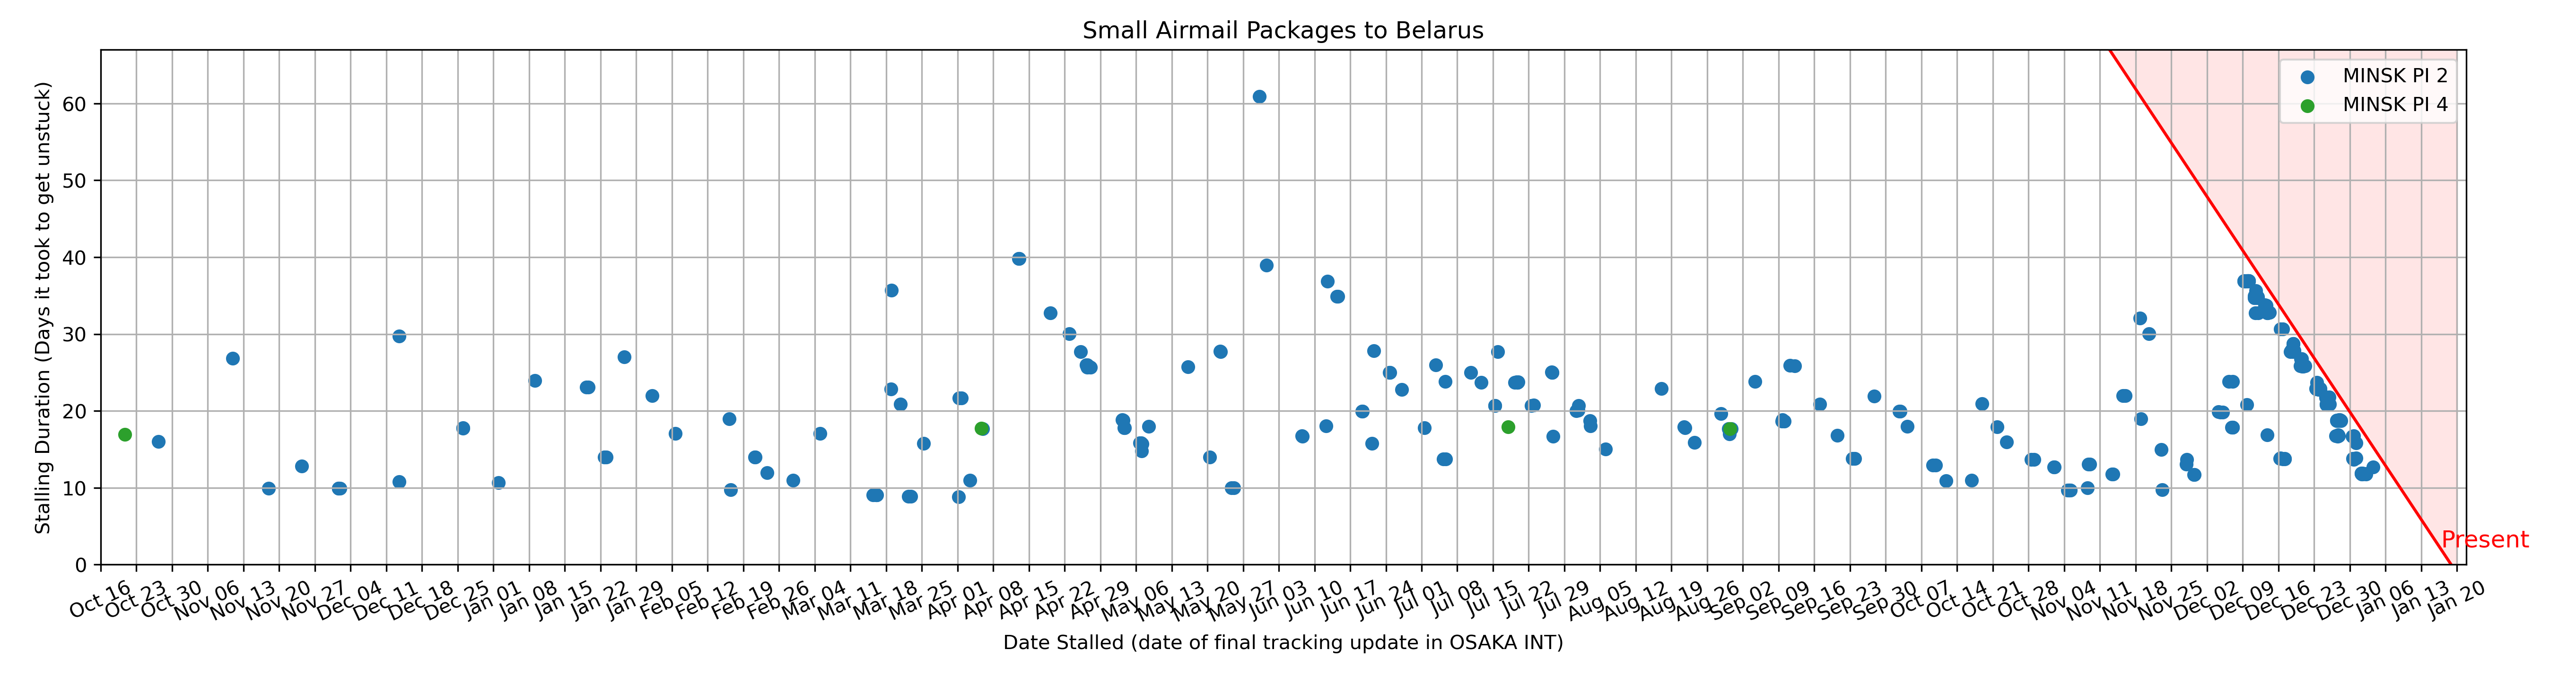 Small Airmail Packages to Belarus
Stalling Duration (Days it took to get unstuck)
60
50
40
30
20
10
0
MINSK PI 2
MINSK PI 4
Present
Oct 16
Oct 23
Oct 30
Nov 06
Nov 13
Nov 20
Nov 27
Dec 04
Dec 11
Dec 18
Dec 25
Jan 01
Jan 08
Jan 15
Jan 22
Jan 29
Feb 05
Feb 12
Feb 19
Feb 26
Mar 04
Mar 11
Mar 18
Mar 25
Apr 01
Apr 08
Apr 15
Apr 22
Apr 29
May 06
May 13
May 20
May 27
Jun 03
Jun 10
Jun 17
Jun 24
Jul 01
Jul 08
Jul 15
Jul 22
Jul 29
Aug 05
Aug 12
Aug 19
Aug 26
Sep 02
Sep 09
Sep 16
Sep 23
Sep 30
Oct 07
Oct 14
Oct 21
Oct 28
Nov 04
Nov 11
Nov 18
Nov 25
Dec 02
Dec 09
Dec 16
Dec 23
Dec 30
Jan 06
Jan 13
Jan 20
Date Stalled (date of final tracking update in OSAKA INT)